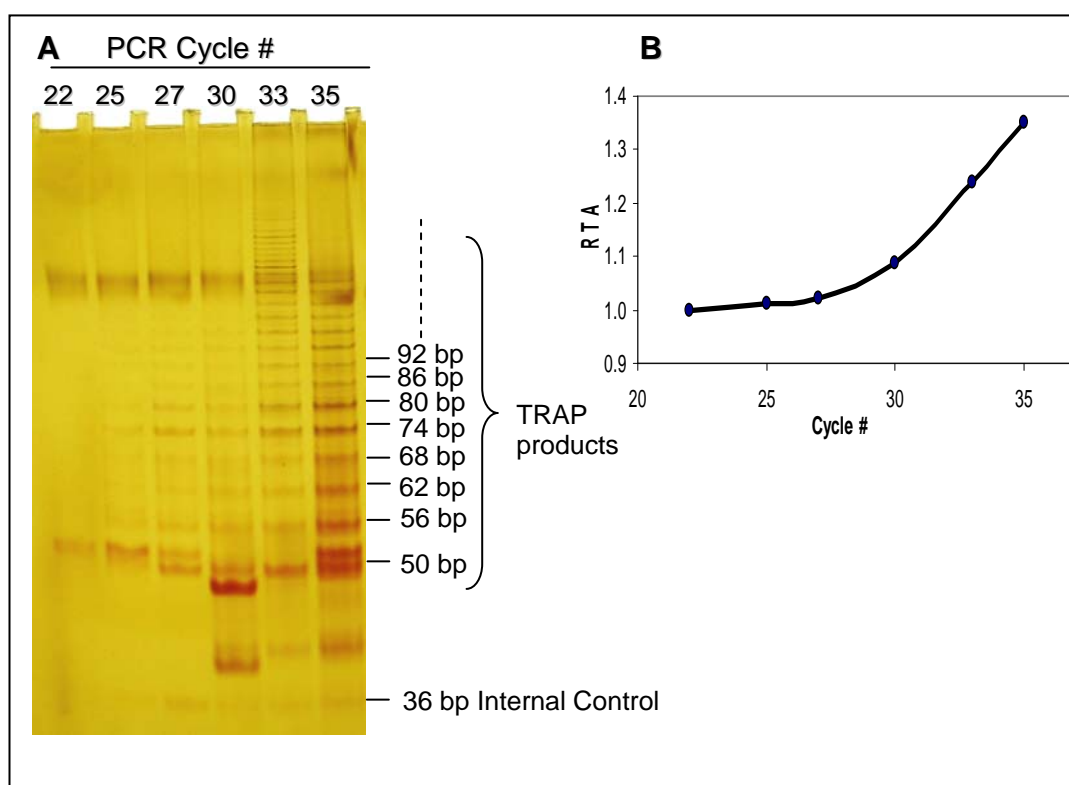 A
PCR Cycle #
22 25 27 30 33 35
92 bp
86 bp
80 bp
74 bp
68 bp
62 bp
56 bp
50 bp
TRAP
products
36 bp Internal Control
B
1.4
1.3
1.2
1.1
1.0
0.9
RTA
20 25 30 35
Cycle #